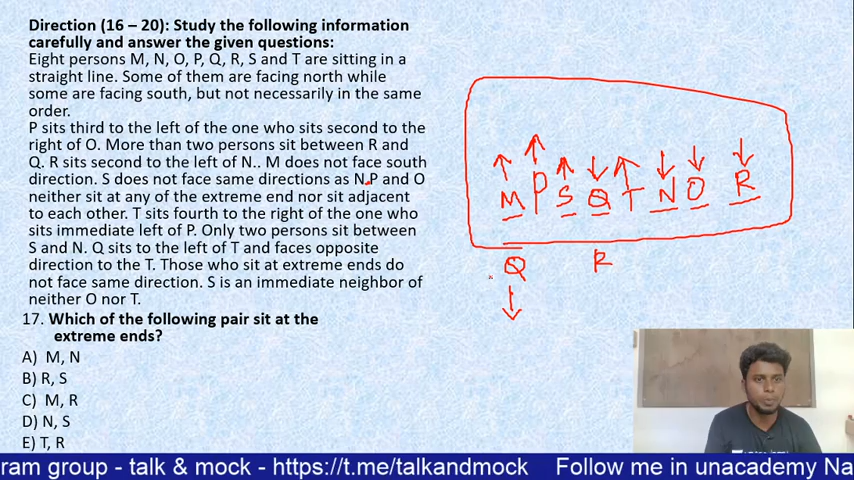 Direction (16 – 20): Study the following information
carefully and answer the given questions:
Eight persons M, N, O, P, Q, R, S and T are sitting in a
straight line. Some of them are facing north while
some are facing south, but not necessarily in the same
order.
P sits third to the left of the one who sits second to the
right of O. More than two persons sit between R and
Q. R sits second to the left of N.. M does not face south
direction. S does not face same directions as N.P and O
neither sit at any of the extreme end nor sit adjacent
to each other. T sits fourth to the right of the one who
sits immediate left of P. Only two persons sit between
S and N. Q sits to the left of T and faces opposite
direction to the T. Those who sit at extreme ends do
not face same direction. S is an immediate neighbor of
neither O nor T.
17. Which of the following pair sit at the
extreme ends?
A) M, N
B) R, S
C) M, R
D) N, S
E) T, R
M P S Q T N O R
Q R
ram group - talk & mock - https://t.me/talkandmock Follow me in unacademy Na